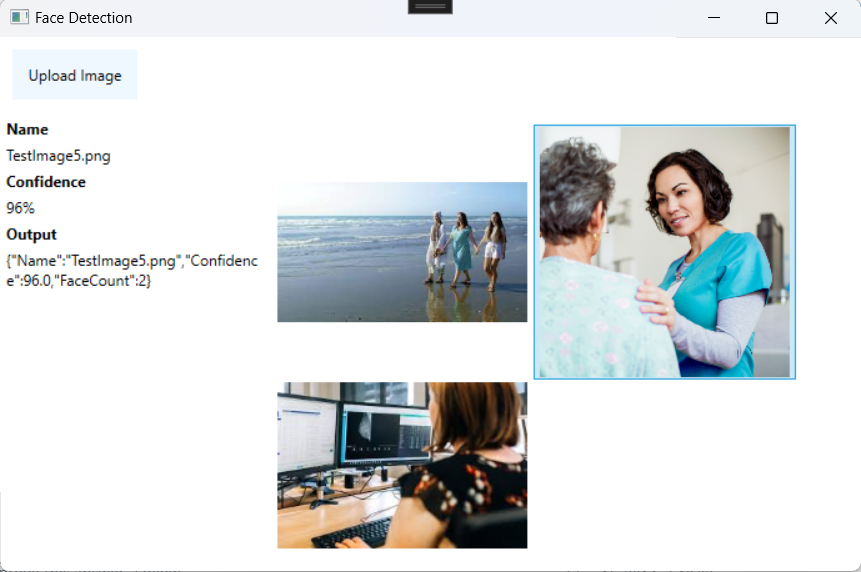 Face Detection
Upload Image
Name
TestImage5.png
Confidence
96%
Output
{"Name":"TestImage5.png","Confidenc
e":96.0,"FaceCount":2}